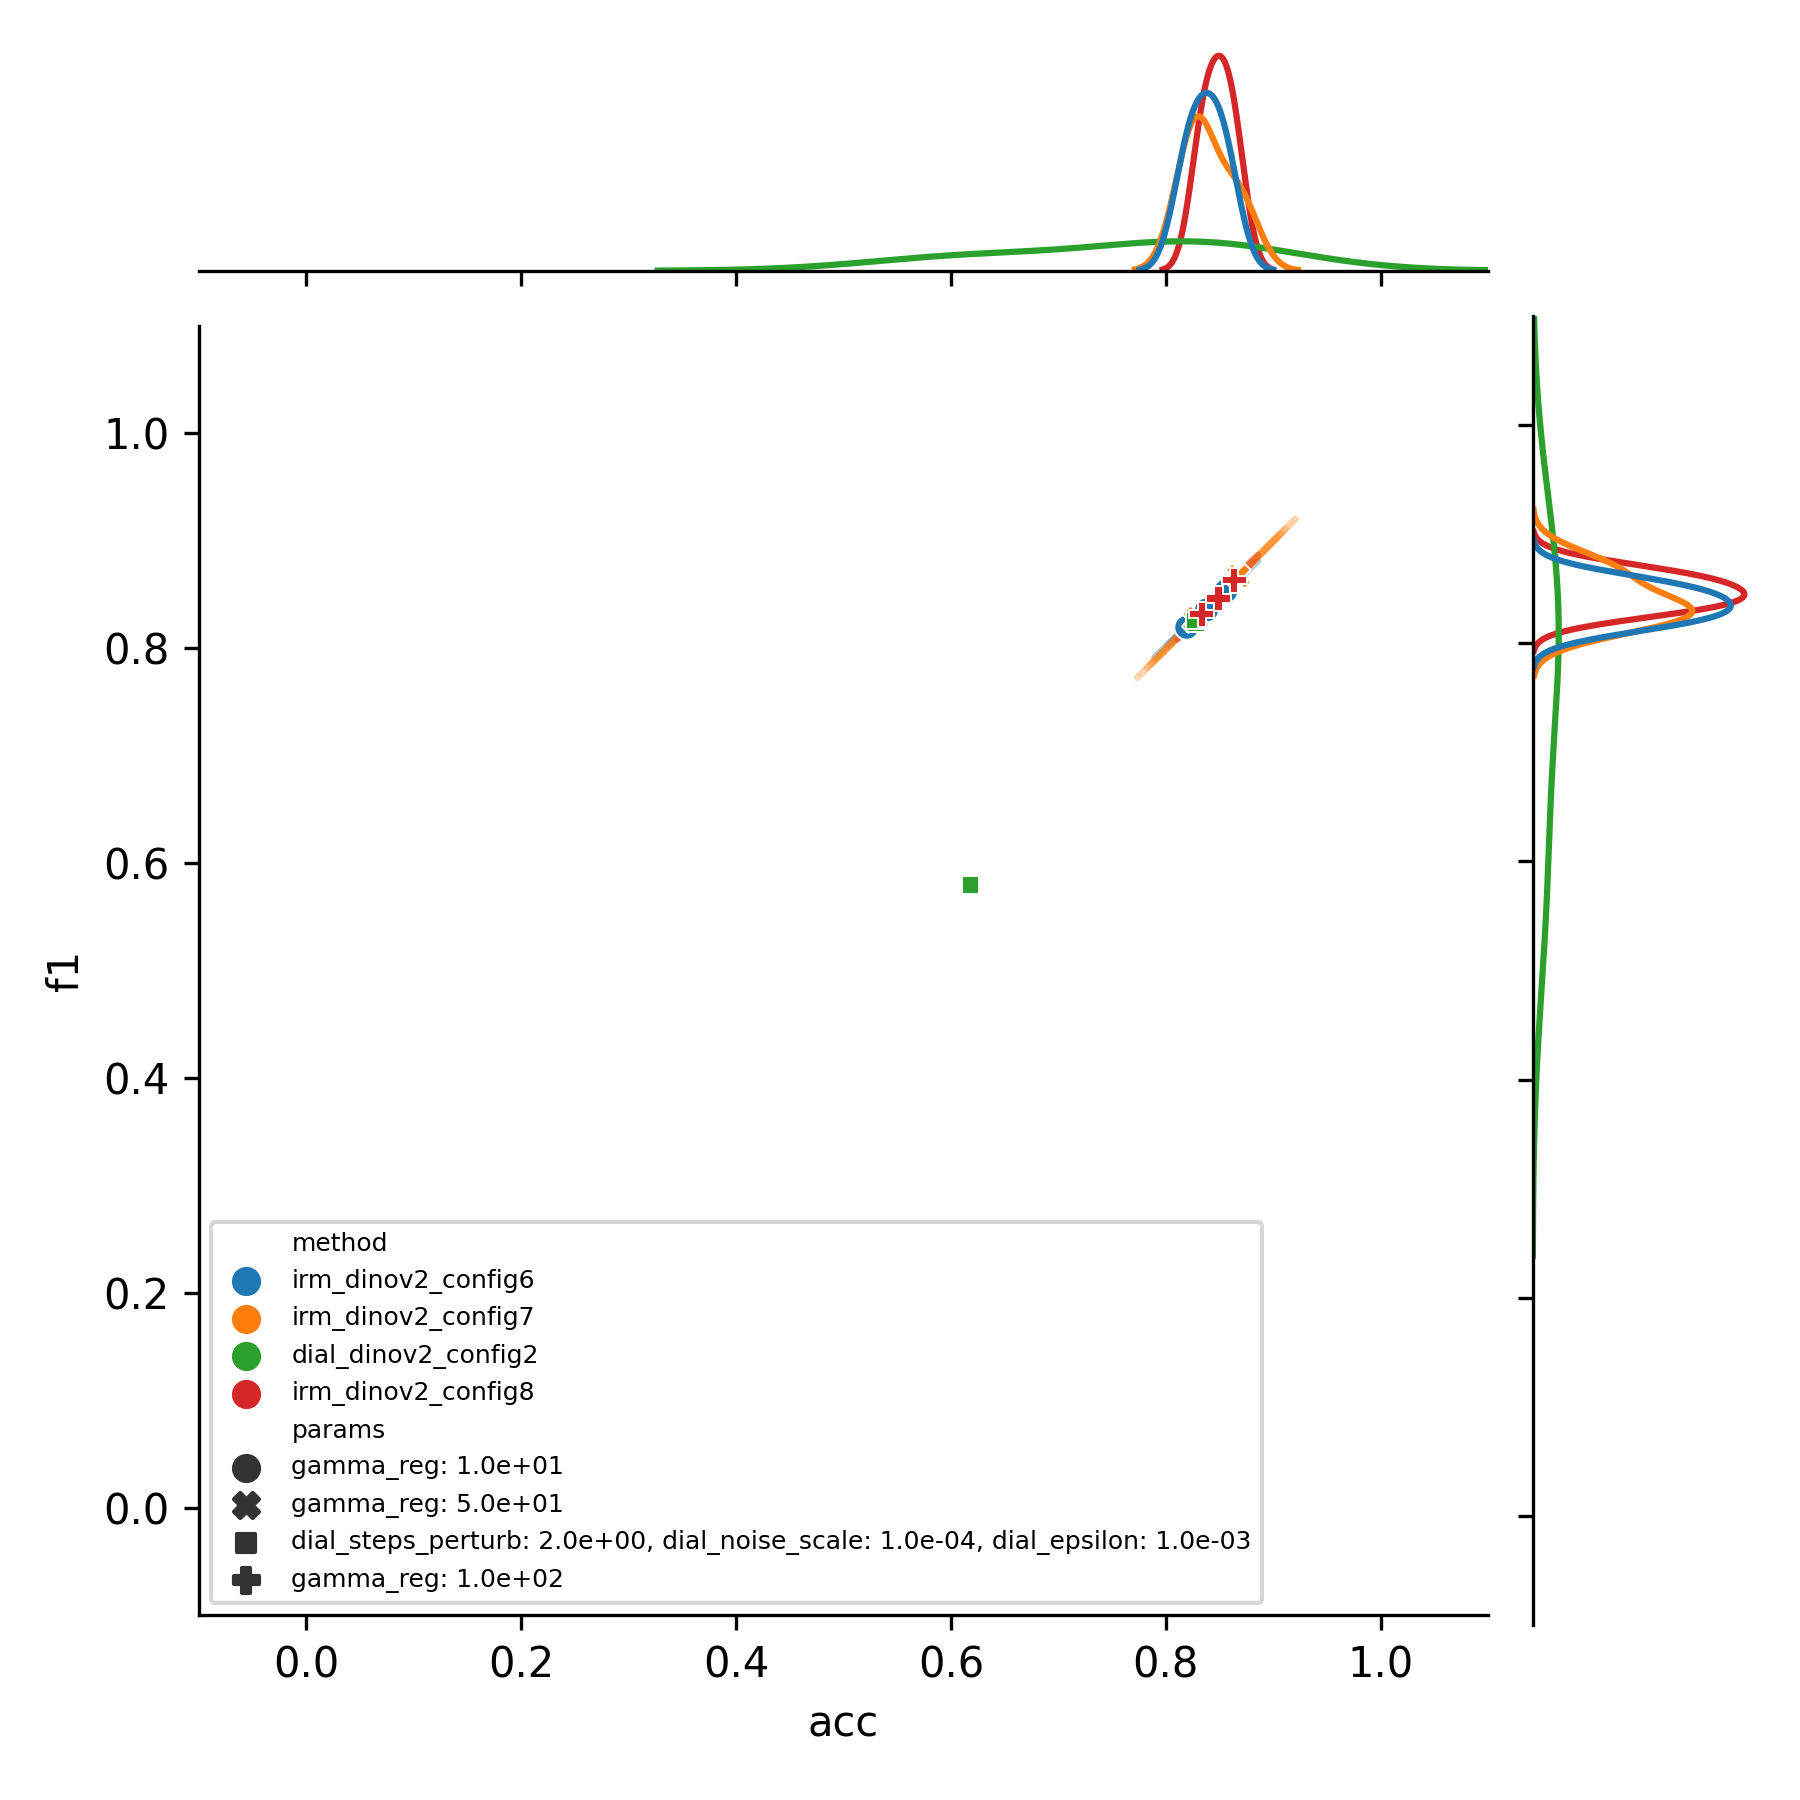 1.0
0.8
0.6
0.4
0.2
0.0
f1
method
irm_dinov2_config6
irm_dinov2_config7
dial_dinov2_config2
irm_dinov2_config8
params
gamma_reg: 1.0e+01
gamma_reg: 5.0e+01
dial_steps_perturb: 2.0e+00, dial_noise_scale: 1.0e-04, dial_epsilon: 1.0e-03
gamma_reg: 1.0e+02
0.0 0.2 0.4 0.6 0.8 1.0
acc